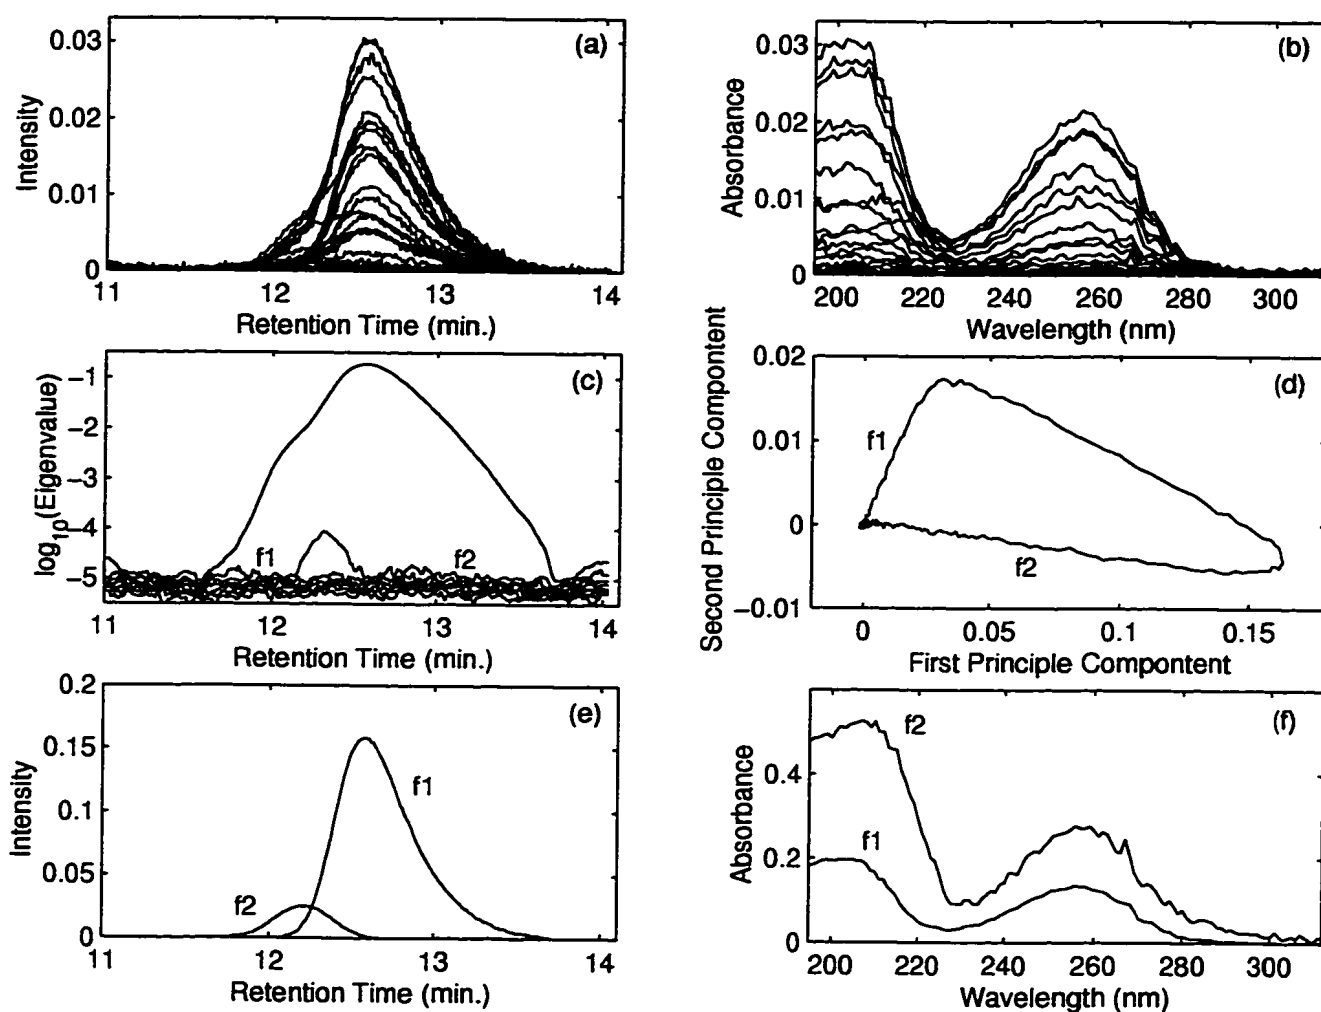 (a)
Intensity
0.03
0.02
0.01
0
11
12
13
14
Retention Time (min.)
(b)
Absorbance
0.03
0.02
0.01
0
200
220
240
260
280
300
Wavelength (nm)
(c)
log10(Eigenvalue)
−1
−2
−3
−4
−5
f1
f2
11
12
13
14
Retention Time (min.)
(d)
Second Principle Compontent
0.02
0.01
0
−0.01
f1
f2
0
0.05
0.1
0.15
First Principle Compontent
(e)
Intensity
0.2
0.15
0.1
0.05
0
f1
f2
11
12
13
14
Retention Time (min.)
(f)
Absorbance
0.4
0.2
0
f2
f1
200
220
240
260
280
300
Wavelength (nm)